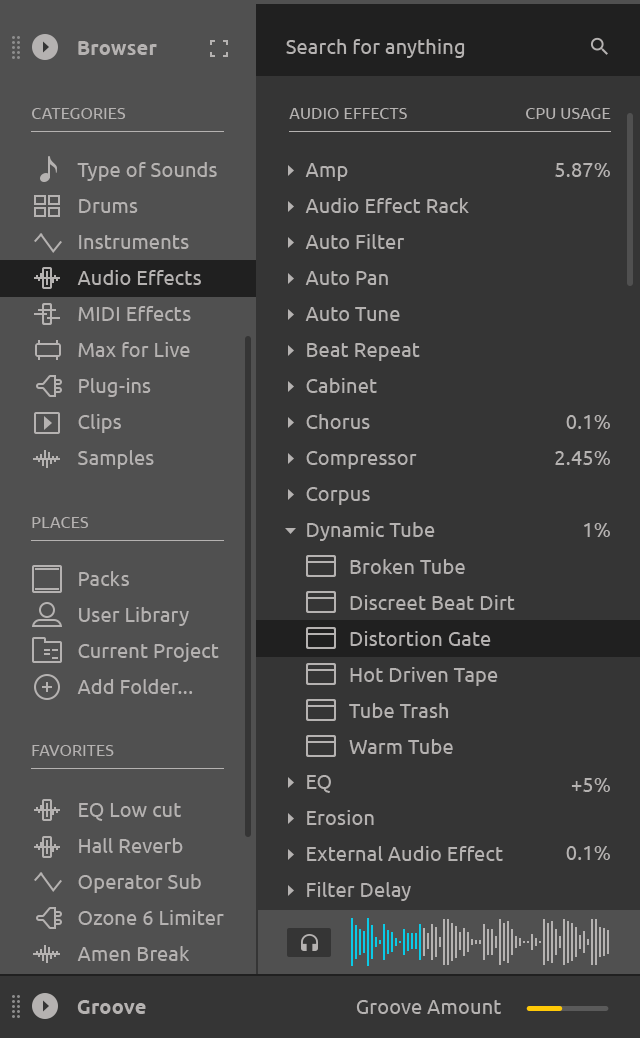 Browser
CATEGORIES
Type of Sounds
Drums
Instruments
Audio Effects
MIDI Effects
Max for Live
Plug-ins
Clips
Samples
PLACES
Packs
User Library
Current Project
Add Folder...
FAVORITES
EQ Low cut
Hall Reverb
Operator Sub
Ozone 6 Limiter
Amen Break
Search for anything
AUDIO EFFECTS CPU USAGE
Amp 5.87%
Audio Effect Rack
Auto Filter
Auto Pan
Auto Tune
Beat Repeat
Cabinet
Chorus 0.1%
Compressor 2.45%
Corpus
Dynamic Tube 1%
Broken Tube
Discreet Beat Dirt
Distortion Gate
Hot Driven Tape
Tube Trash
Warm Tube
EQ +5%
Erosion
External Audio Effect 0.1%
Filter Delay
Groove Groove Amount